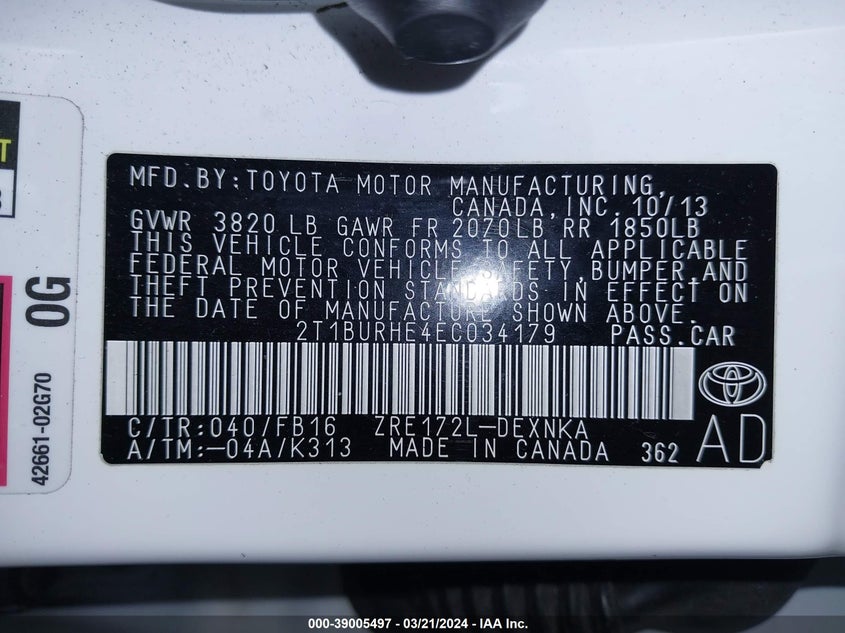 MFD.BY:TOYOTA MOTOR MANUFACTURING,
CANADA,INC. 10/13
GVWR 3820 LB GAWR FR 2070LB RR 1850LB
THIS VEHICLE CONFORMS TO ALL APPLICABLE
FEDERAL MOTOR VEHICLE SAFETY,BUMPER,AND
THEFT PREVENTION STANDARDS IN EFFECT ON
THE DATE OF MANUFACTURE SHOWN ABOVE.
2T1BURHE4EC034179 PASS.CAR
C/TR:040/FB16 ZRE172L-DEXNKA
A/TM:-04A/K313 MADE IN CANADA 362 AD
0G
42661-02G70
000-39005497 - 03/21/2024 - IAA Inc.